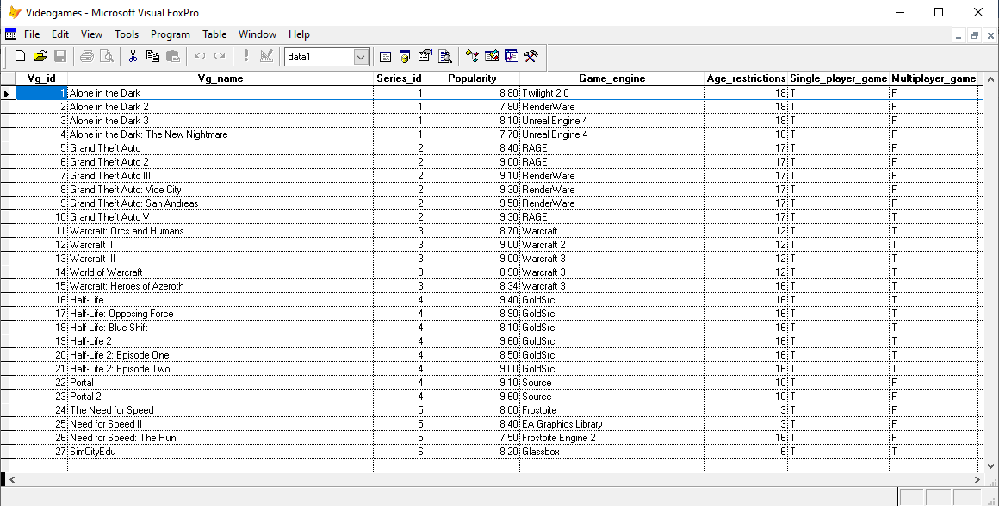 Videogames - Microsoft Visual FoxPro
File Edit View Tools Program Table Window Help
data1
Vg_id Vg_name Series_id Popularity Game_engine Age_restrictions Single_player_game Multiplayer_game
1 Alone in the Dark 1 8.80 Twilight 2.0 18 T F
2 Alone in the Dark 2 1 7.80 RenderWare 18 T F
3 Alone in the Dark 3 1 8.10 Unreal Engine 4 18 T F
4 Alone in the Dark: The New Nightmare 1 7.70 Unreal Engine 4 18 T F
5 Grand Theft Auto 2 8.40 RAGE 17 T F
6 Grand Theft Auto 2 2 9.00 RAGE 17 T F
7 Grand Theft Auto III 2 9.10 RenderWare 17 T F
8 Grand Theft Auto: Vice City 2 9.30 RenderWare 17 T F
9 Grand Theft Auto: San Andreas 2 9.50 RenderWare 17 T F
10 Grand Theft Auto V 2 9.30 RAGE 17 T T
11 Warcraft: Orcs and Humans 3 8.70 Warcraft 12 T T
12 Warcraft II 3 9.00 Warcraft 2 12 T T
13 Warcraft III 3 9.00 Warcraft 3 12 T T
14 World of Warcraft 3 8.90 Warcraft 3 12 T T
15 Warcraft: Heroes of Azeroth 3 8.34 Warcraft 3 16 T T
16 Half-Life 4 9.40 GoldSrc 16 T T
17 Half-Life: Opposing Force 4 8.90 GoldSrc 16 T T
18 Half-Life: Blue Shift 4 8.10 GoldSrc 16 T T
19 Half-Life 2 4 9.60 GoldSrc 16 T T
20 Half-Life 2: Episode One 4 8.50 GoldSrc 16 T T
21 Half-Life 2: Episode Two 4 9.00 GoldSrc 16 T T
22 Portal 4 9.10 Source 10 T F
23 Portal 2 4 9.60 Source 10 T F
24 The Need for Speed 5 8.00 Frostbite 3 T F
25 Need for Speed II 5 8.40 EA Graphics Library 3 T F
26 Need for Speed: The Run 5 7.50 Frostbite Engine 2 16 T F
27 SimCityEdu 6 8.20 Glassbox 6 T T